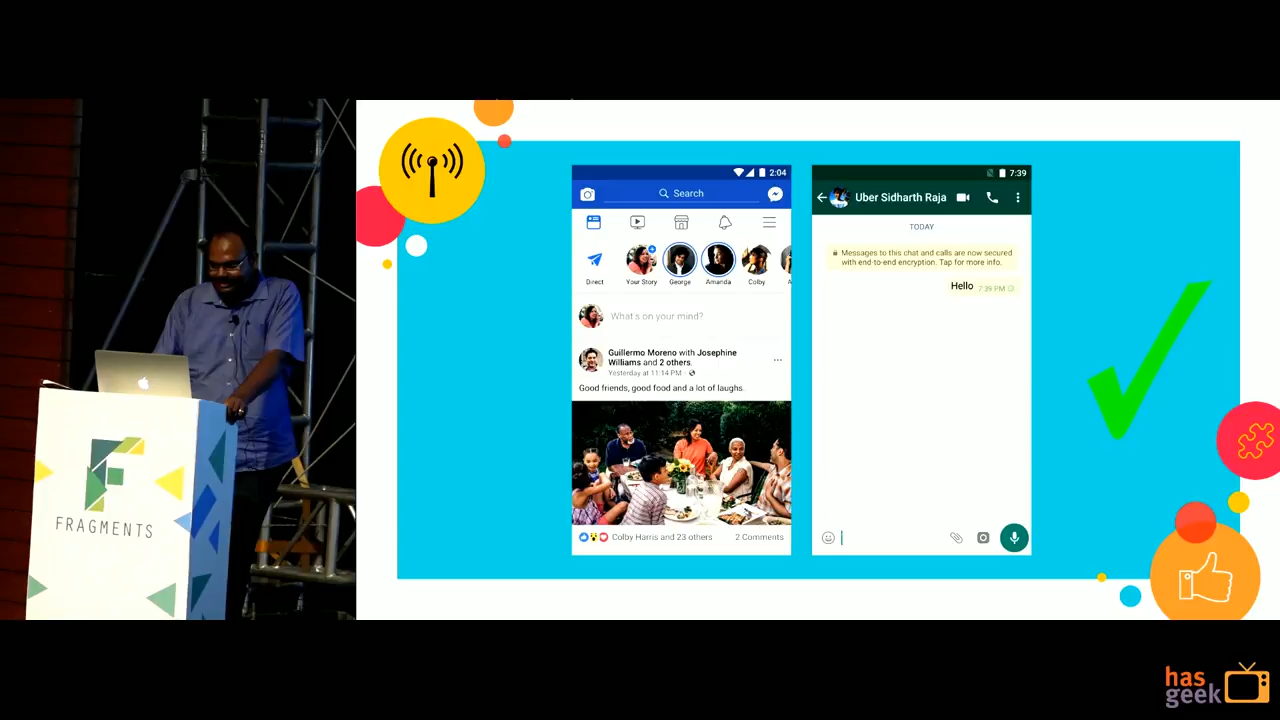 2:04
Search
Direct
Your Story
George
Amanda
Colby
What's on your mind?
Guillermo Moreno with Josephine
Williams and 2 others.
Yesterday at 11:14 PM ·
Good friends, good food and a lot of laughs.
Colby Harris and 23 others
2 Comments
7:39
Uber Sidharth Raja
TODAY
Messages to this chat and calls are now secured
with end-to-end encryption. Tap for more info.
Hello
7:39 PM
FRAGMENTS
has
geek